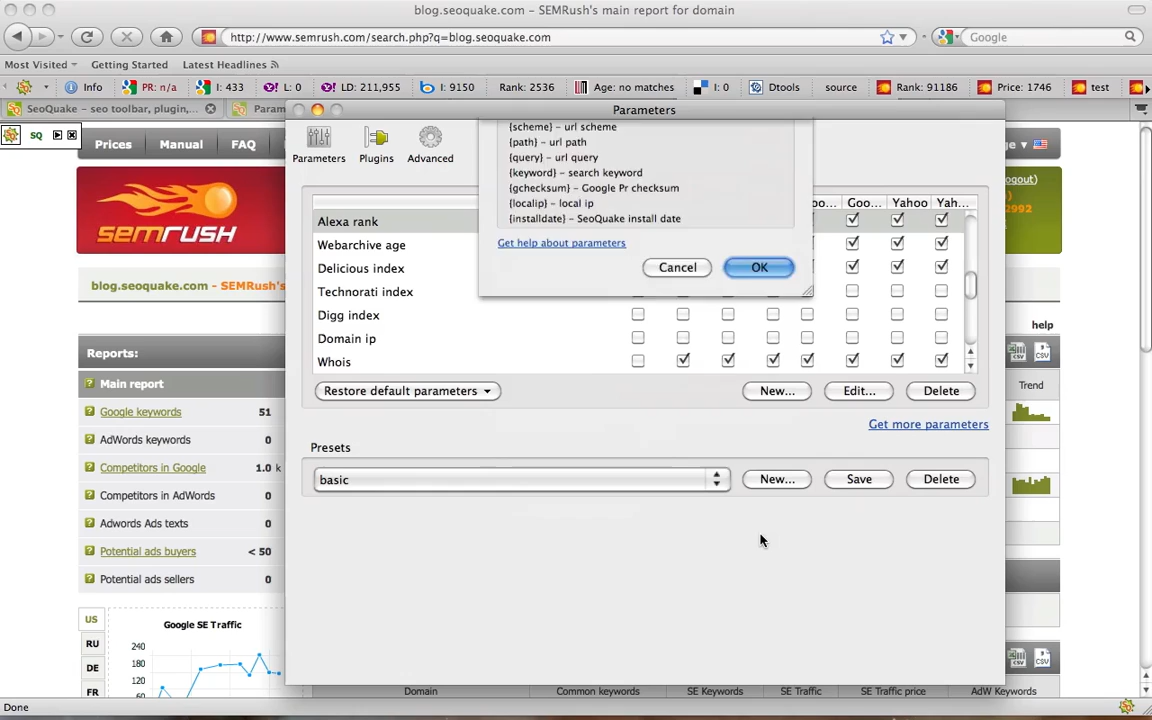 blog.seoquake.com - SEMRush's main report for domain
http://www.semrush.com/search.php?q=blog.seoquake.com
Google
Most Visited
Getting Started
Latest Headlines
Info
PR: n/a
I: 433
L: 0
LD: 211,955
I: 9150
Rank: 2536
Age: no matches
I: 0
Dtools
source
Rank: 91186
Price: 1746
test
SeoQuake - seo toolbar, plugin,...
Param
Parameters
SQ
Prices
Manual
FAQ
Parameters
Plugins
Advanced
{scheme} - url scheme
{path} - url path
{query} - url query
{keyword} - search keyword
{gchecksum} - Google Pr checksum
{localip} - local ip
{installdate} - SeoQuake install date
Get help about parameters
Cancel
OK
ge
ogout)
2992
semrush
oo...
Goo...
Yahoo
Yah...
Alexa rank
Webarchive age
Delicious index
Technorati index
Digg index
Domain ip
Whois
Restore default parameters
New...
Edit...
Delete
Get more parameters
Presets
basic
New...
Save
Delete
blog.seoquake.com - SEMRush's
help
CSV
Trend
Reports:
Main report
Google keywords 51
AdWords keywords 0
Competitors in Google 1.0 k
Competitors in AdWords 0
Adwords Ads texts 0
Potential ads buyers < 50
Potential ads sellers 0
US
RU
DE
FR
Google SE Traffic
240
180
120
60
CSV
Domain
Common keywords
SE Keywords
SE Traffic
SE Traffic price
AdW Keywords
Done